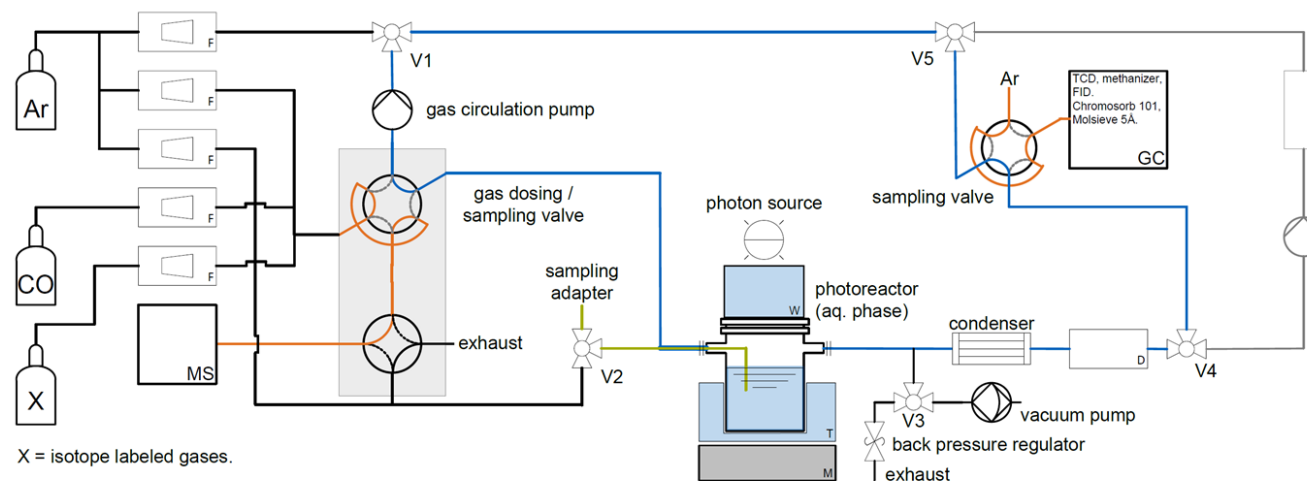 F
V1
V5
Ar
F
gas circulation pump
Ar
TCD, methanizer,
FID.
Chromosorb 101,
Molsieve 5Å.
GC
F
gas dosing /
sampling valve
sampling valve
photon source
F
CO
F
sampling
adapter
W
photoreactor
(aq. phase)
condenser
MS
exhaust
V2
D
V4
X
T
V3
vacuum pump
back pressure regulator
X = isotope labeled gases.
M
exhaust